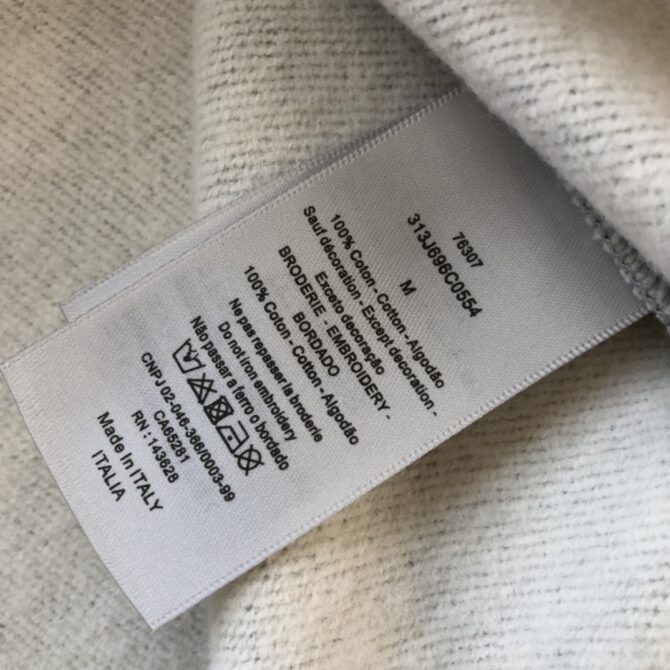 76307
313J696C0554
M
100% Coton - Cotton - Algodão
Sauf décoration - Except decoration -
Exceto decoração
BRODERIE - EMBROIDERY -
BORDADO
100% Coton - Cotton - Algodão
Ne pas repasser la broderie
Do not iron embroidery
Não passar a ferro o bordado
CNPJ 02-046-366/0003-99
CA65281
RN : 143628
Made In ITALY
ITALIA